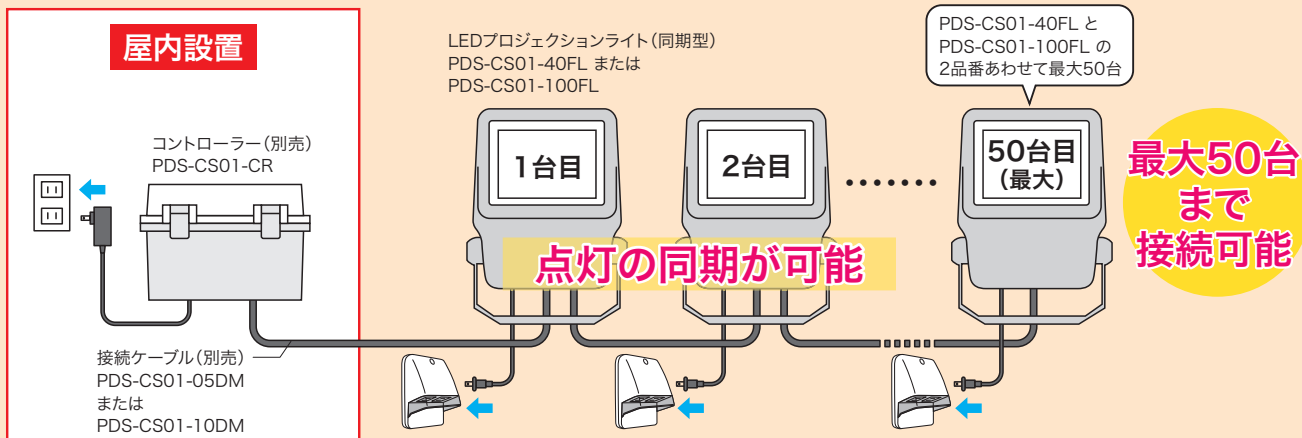 屋内設置
コントローラー(別売)
PDS-CS01-CR
接続ケーブル(別売)
PDS-CS01-05DM
または
PDS-CS01-10DM
LEDプロジェクションライト(同期型)
PDS-CS01-40FL または
PDS-CS01-100FL
1台目
2台目
50台目
(最大)
点灯の同期が可能
PDS-CS01-40FL と
PDS-CS01-100FL の
2品番あわせて最大50台
最大50台
まで
接続可能